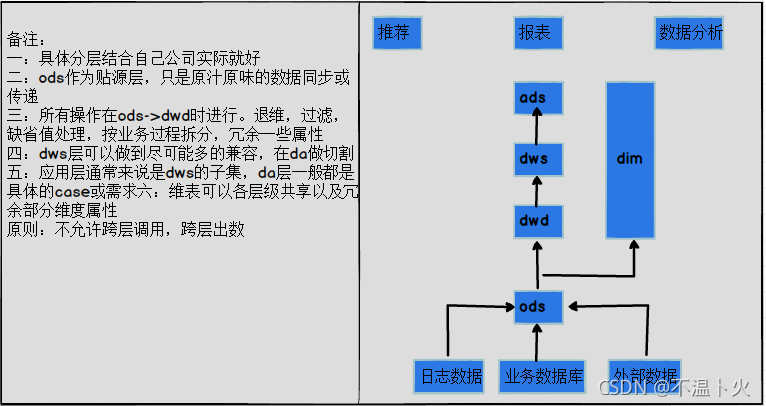 备注：
一：具体分层结合自己公司实际就好
二：ods作为贴源层，只是原汁原味的数据同步或
传递
三：所有操作在ods->dwd时进行。退维，过滤，
缺省值处理，按业务过程拆分，冗余一些属性
四：dws层可以做到尽可能多的兼容，在da做切割
五：应用层通常来说是dws的子集，da层一般都是
具体的case或需求六：维表可以各层级共享以及冗
余部分维度属性
原则：不允许跨层调用，跨层出数
推荐
报表
数据分析
ads
dws
dim
dwd
ods
日志数据
业务数据库
外部数据
CSDN @不温卜火